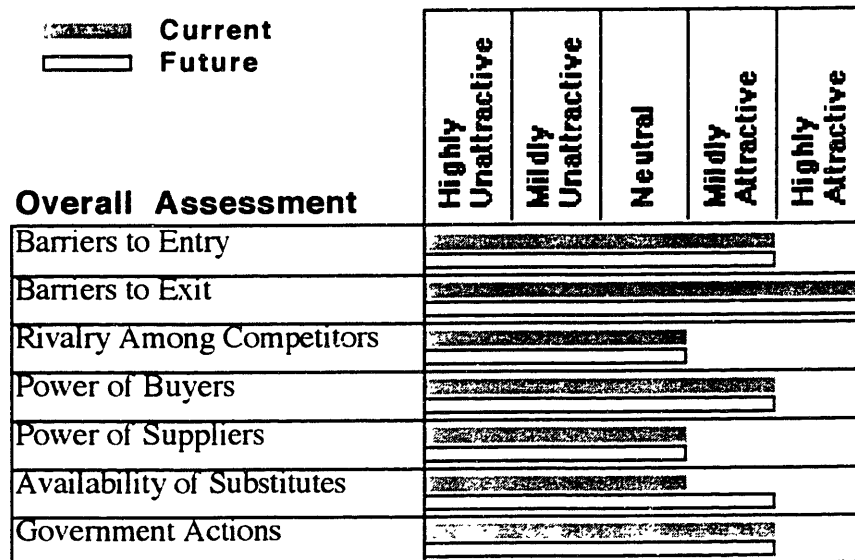 Current
Future
Highly
Unattractive
Mildly
Unattractive
Neutral
Mildly
Attractive
Highly
Attractive
Overall Assessment
Barriers to Entry
Barriers to Exit
Rivalry Among Competitors
Power of Buyers
Power of Suppliers
Availability of Substitutes
Government Actions